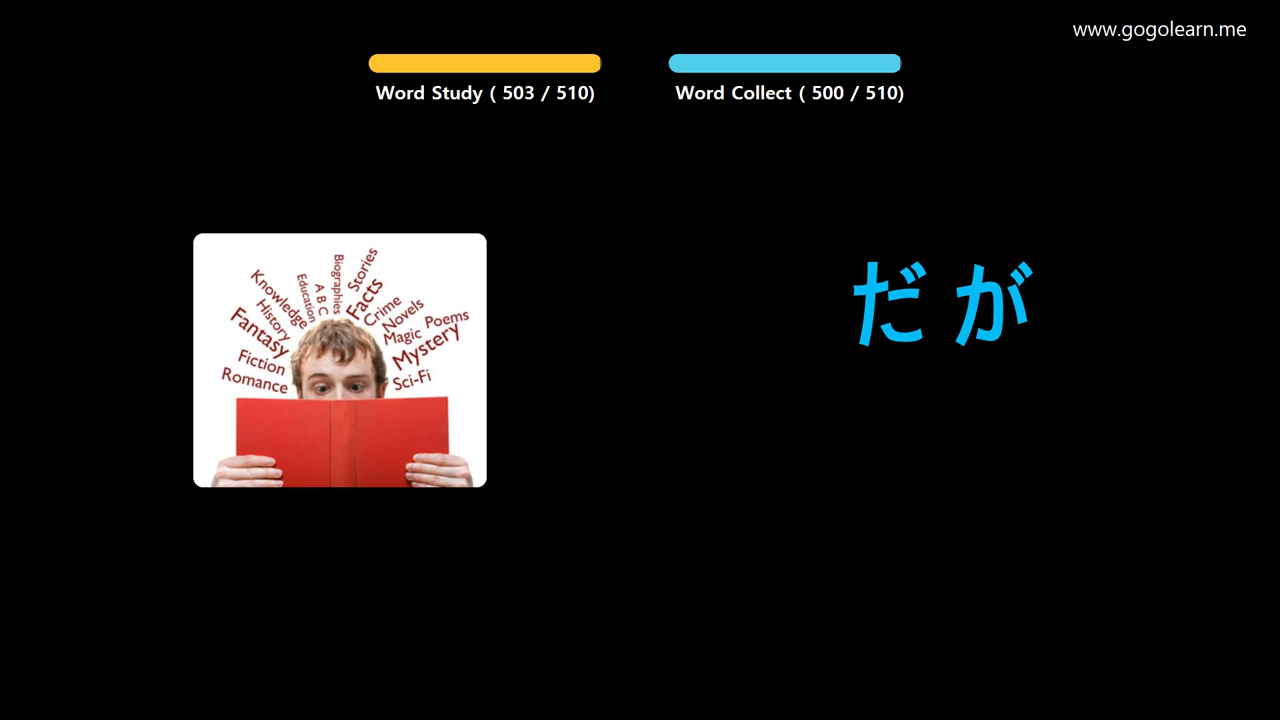 www.gogolearn.me
Word Study ( 503 / 510)
Word Collect ( 500 / 510)
だが
Knowledge
History
Fantasy
Fiction
Romance
Education
A B C
Biographies
Stories
Facts
Crime
Novels
Magic
Poems
Mystery
Sci-Fi